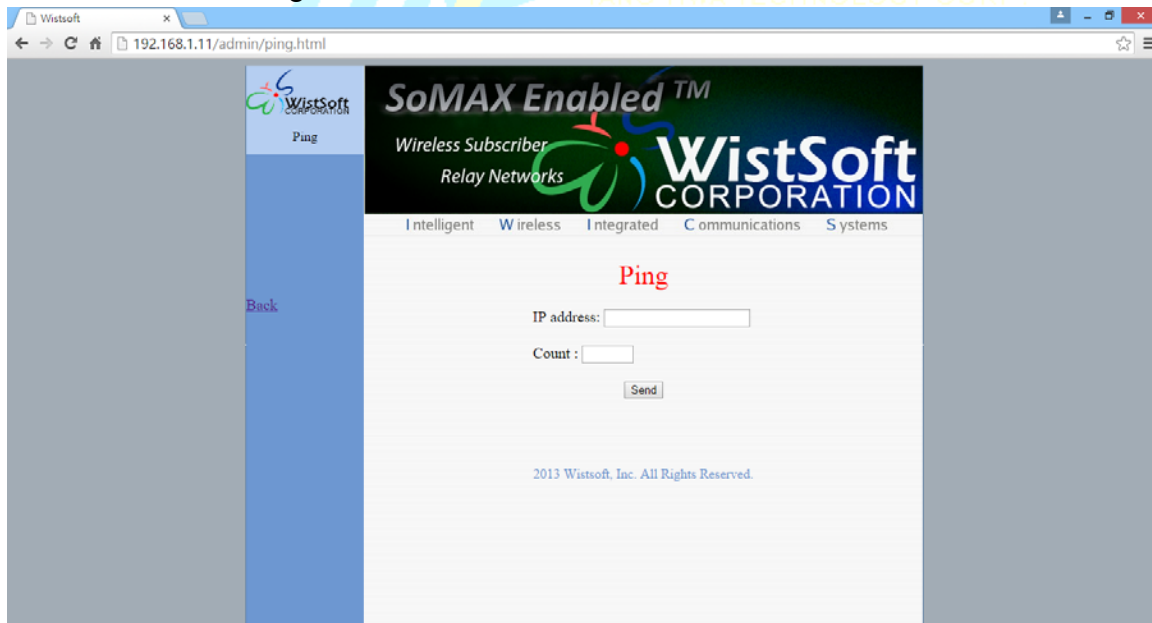 Wistsoft
192.168.1.11/admin/ping.html
WistSoft
CORPORATION
Ping
SoMAX Enabled TM
Wireless Subscriber
Relay Networks
WistSoft
CORPORATION
Intelligent Wireless Integrated Communications Systems
Ping
Back
IP address:
Count :
Send
2013 Wistsoft, Inc. All Rights Reserved.